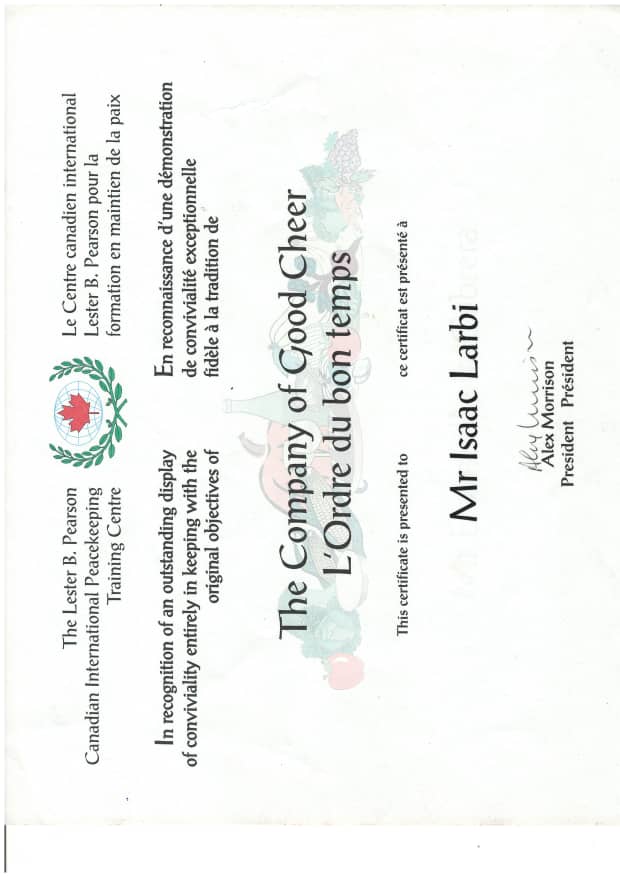 The Lester B. Pearson
Canadian International Peacekeeping
Training Centre
Le Centre canadien international
Lester B. Pearson pour la
formation en maintien de la paix
In recognition of an outstanding display
of conviviality entirely in keeping with the
original objectives of
En reconnaissance d'une démonstration
de convivialité exceptionnelle
fidèle à la tradition de
The Company of Good Cheer
L'Ordre du bon temps
This certificate is presented to
ce certificat est présenté à
Mr Isaac Larbi
Alex Morrison
Alex Morrison
President Président